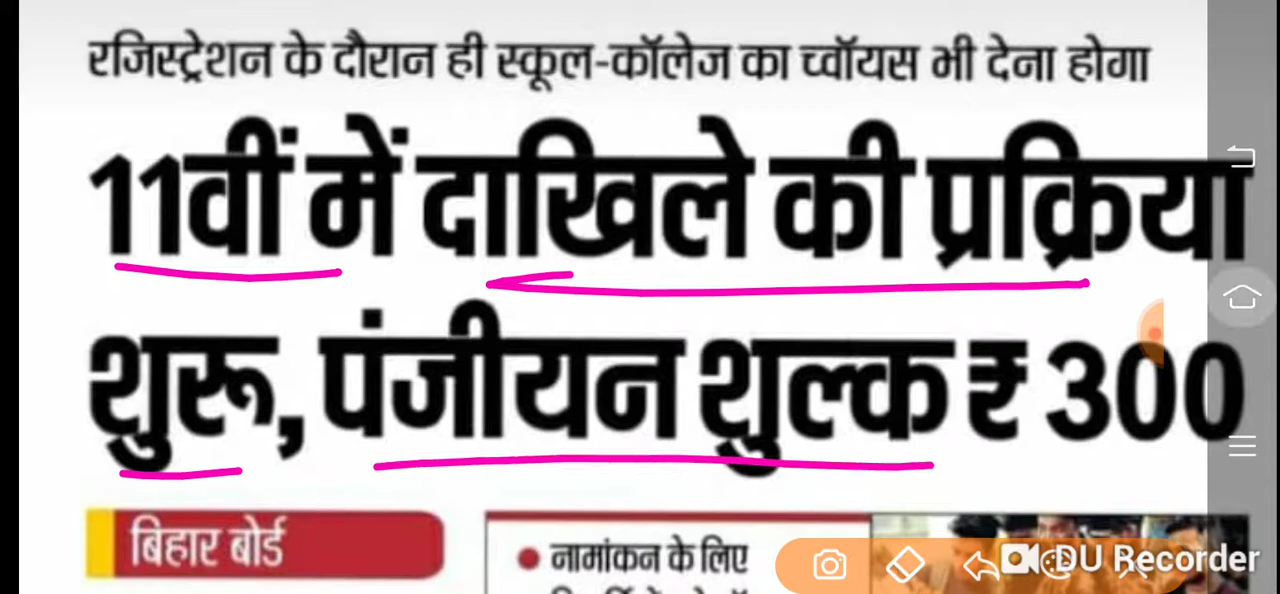 रजिस्ट्रेशन के दौरान ही स्कूल-कॉलेज का च्वॉयस भी देना होगा
11वीं में दाखिले की प्रक्रिया
शुरू, पंजीयन शुल्क ₹ 300
बिहार बोर्ड
• नामांकन के लिए
DU Recorder